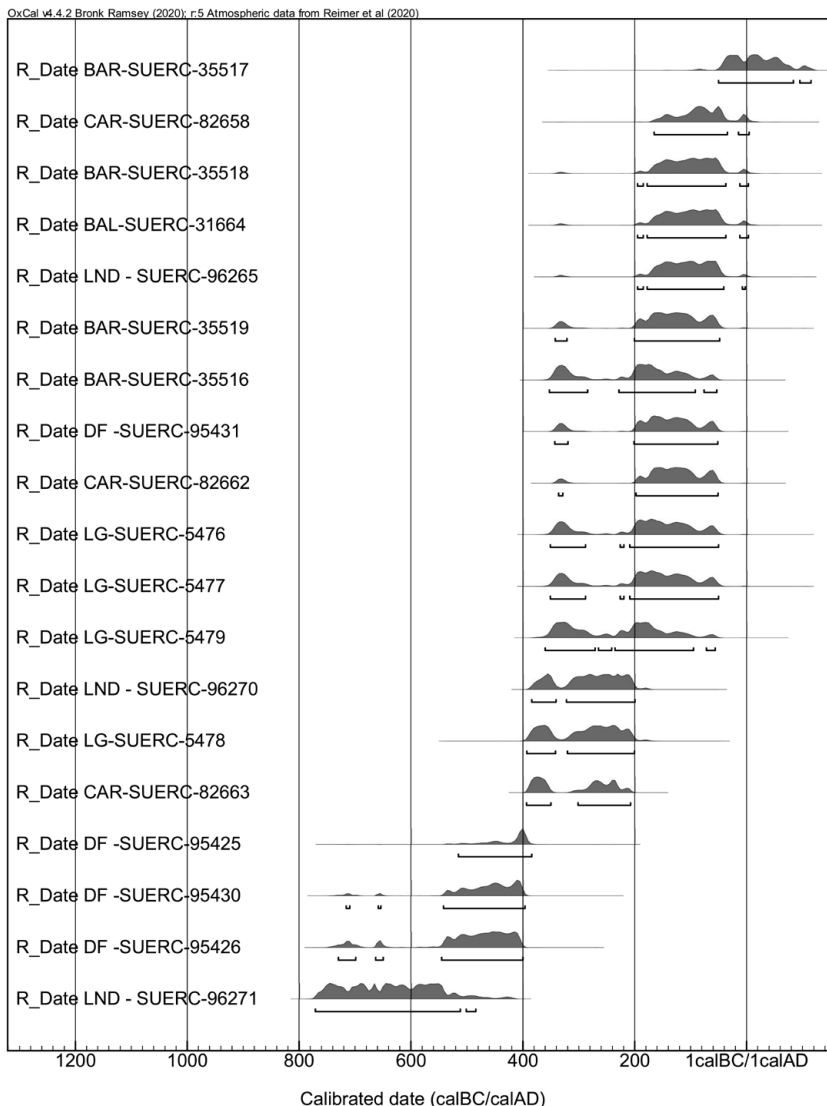 OxCal v4.4.2 Bronk Ramsey (2020); r:5 Atmospheric data from Reimer et al (2020)
R_Date BAR-SUERC-35517
R_Date CAR-SUERC-82658
R_Date BAR-SUERC-35518
R_Date BAL-SUERC-31664
R_Date LND - SUERC-96265
R_Date BAR-SUERC-35519
R_Date BAR-SUERC-35516
R_Date DF -SUERC-95431
R_Date CAR-SUERC-82662
R_Date LG-SUERC-5476
R_Date LG-SUERC-5477
R_Date LG-SUERC-5479
R_Date LND - SUERC-96270
R_Date LG-SUERC-5478
R_Date CAR-SUERC-82663
R_Date DF -SUERC-95425
R_Date DF -SUERC-95430
R_Date DF -SUERC-95426
R_Date LND - SUERC-96271
1200 1000 800 600 400 200 1calBC/1calAD
Calibrated date (calBC/calAD)